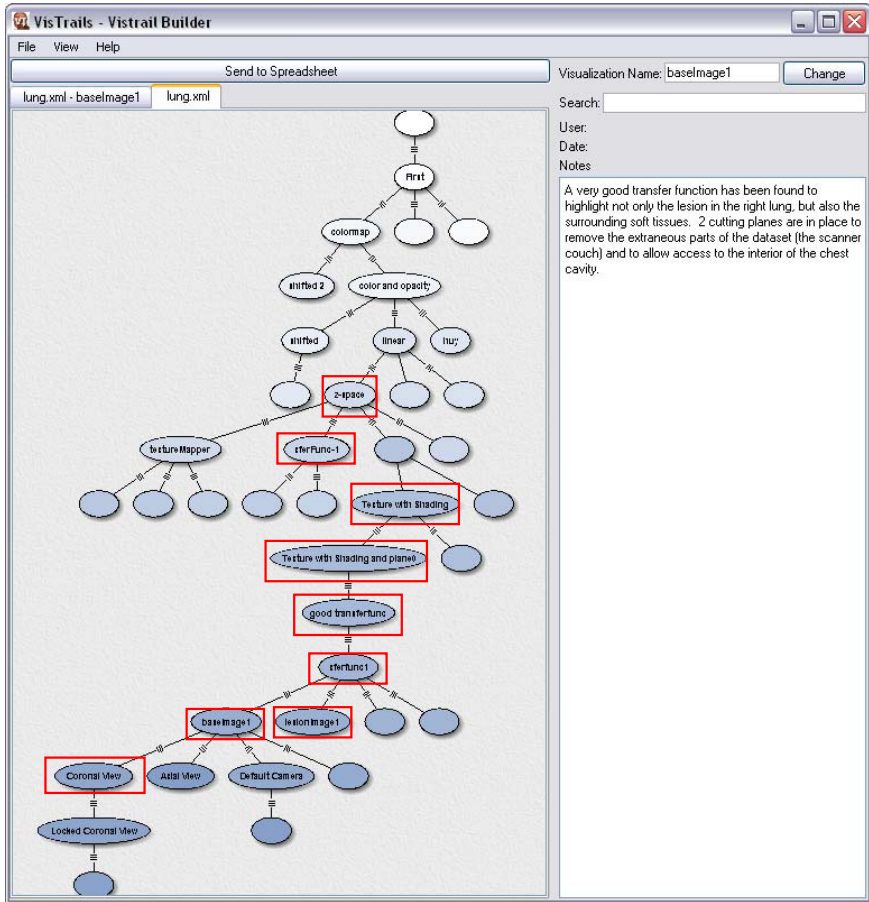 VisTrails - Vistrail Builder
File View Help
Send to Spreadsheet
lung.xml - baseImage1 lung.xml
Visualization Name: baseImage1 Change
Search:
User:
Date:
Notes
A very good transfer function has been found to
highlight not only the lesion in the right lung, but also the
surrounding soft tissues. 2 cutting planes are in place to
remove the extraneous parts of the dataset (the scanner
couch) and to allow access to the interior of the chest
cavity.
First
colormap
shifted 2 color and opacity
shifted linear huy
z-space
textureMapper sferFunc-1
Texture with Shading
Texture with Shading and plane0
good transferfunc
sferfunc1
baseImage1 lesionImage1
Coronal View Axial View Default Camera
Locked Coronal View